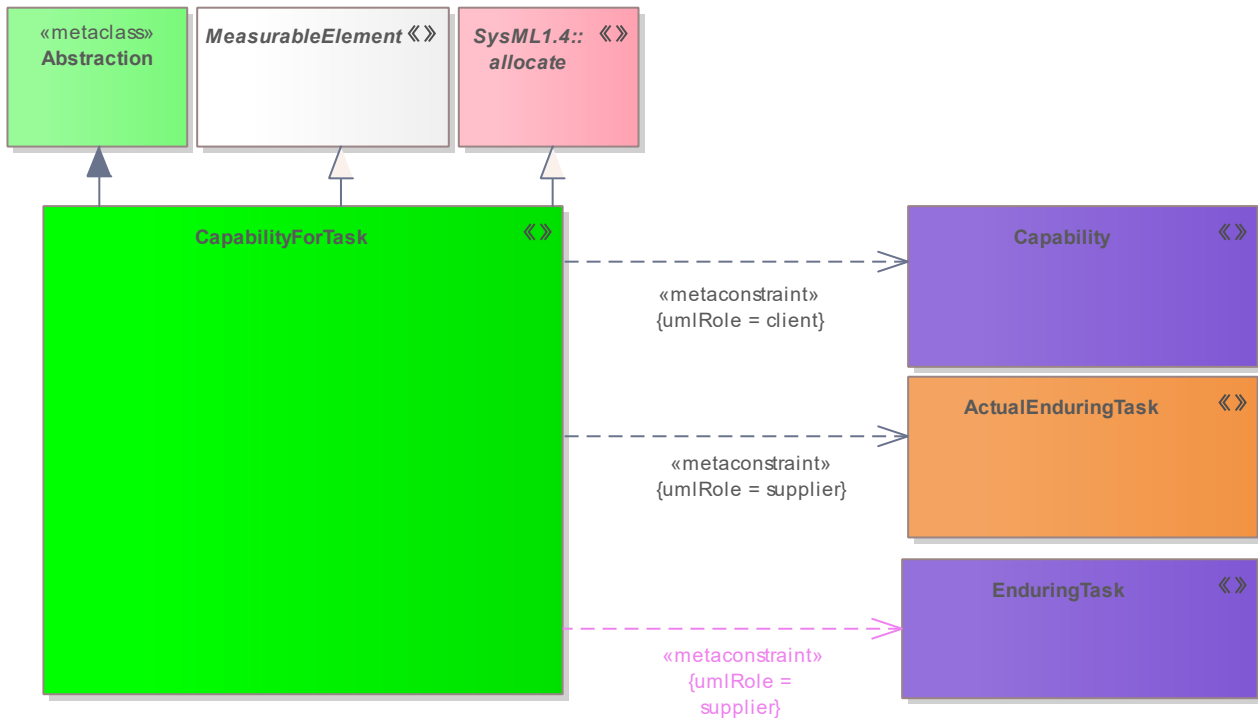 «metaclass»
Abstraction
MeasurableElement «»
SysML1.4:: «»
allocate
CapabilityForTask «»
Capability «»
«metaconstraint»
{umlRole = client}
ActualEnduringTask «»
«metaconstraint»
{umlRole = supplier}
EnduringTask «»
«metaconstraint»
{umlRole =
supplier}